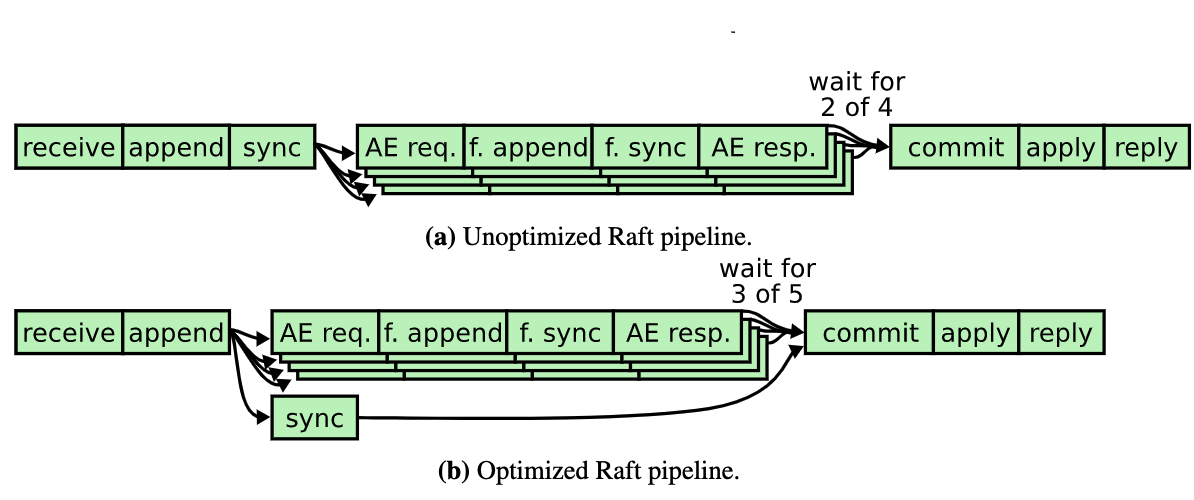 wait for
2 of 4
receive append sync AE req. f. append f. sync AE resp. commit apply reply
(a) Unoptimized Raft pipeline.
wait for
3 of 5
receive append AE req. f. append f. sync AE resp. commit apply reply
sync
(b) Optimized Raft pipeline.